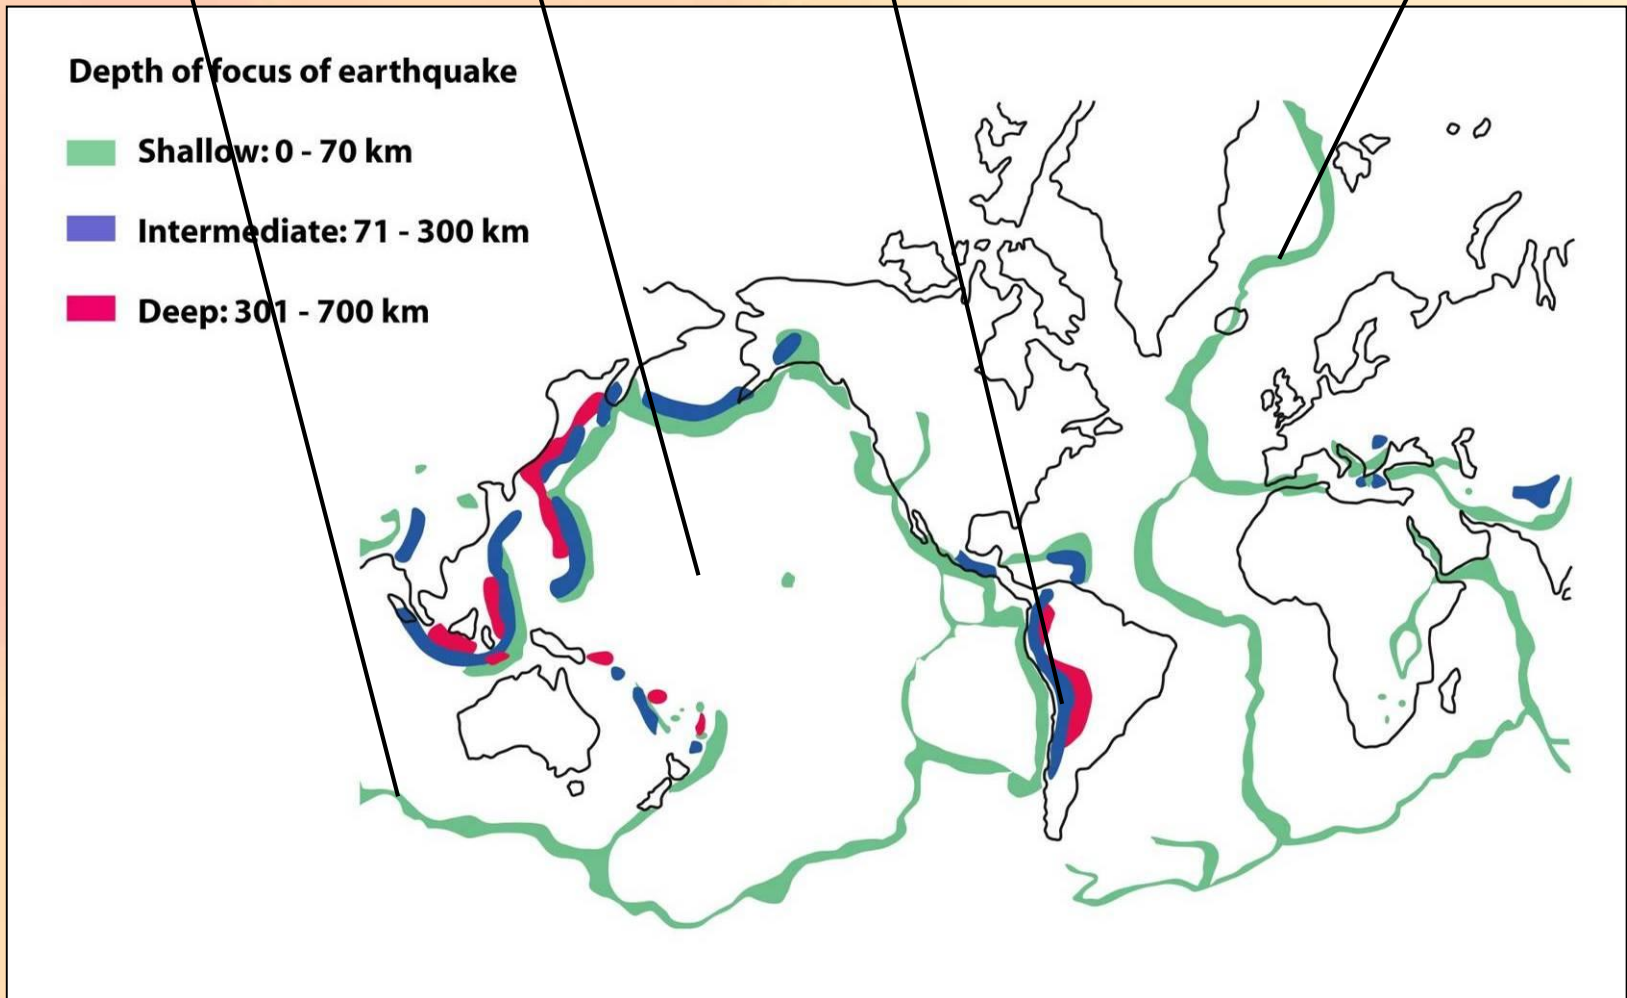 Depth of focus of earthquake
Shallow: 0 - 70 km
Intermediate: 71 - 300 km
Deep: 301 - 700 km